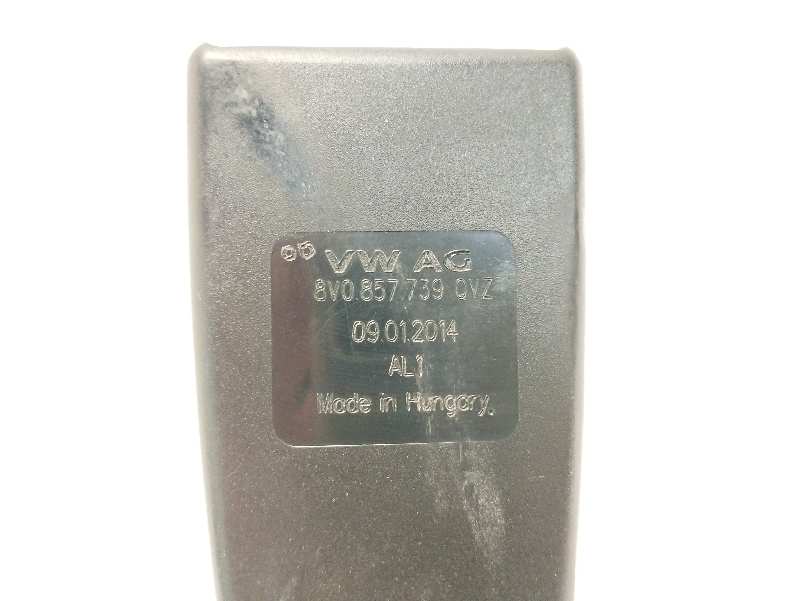 VW AG
8V0.857.739 QVZ
09.01.2014
AL1
Made in Hungary.